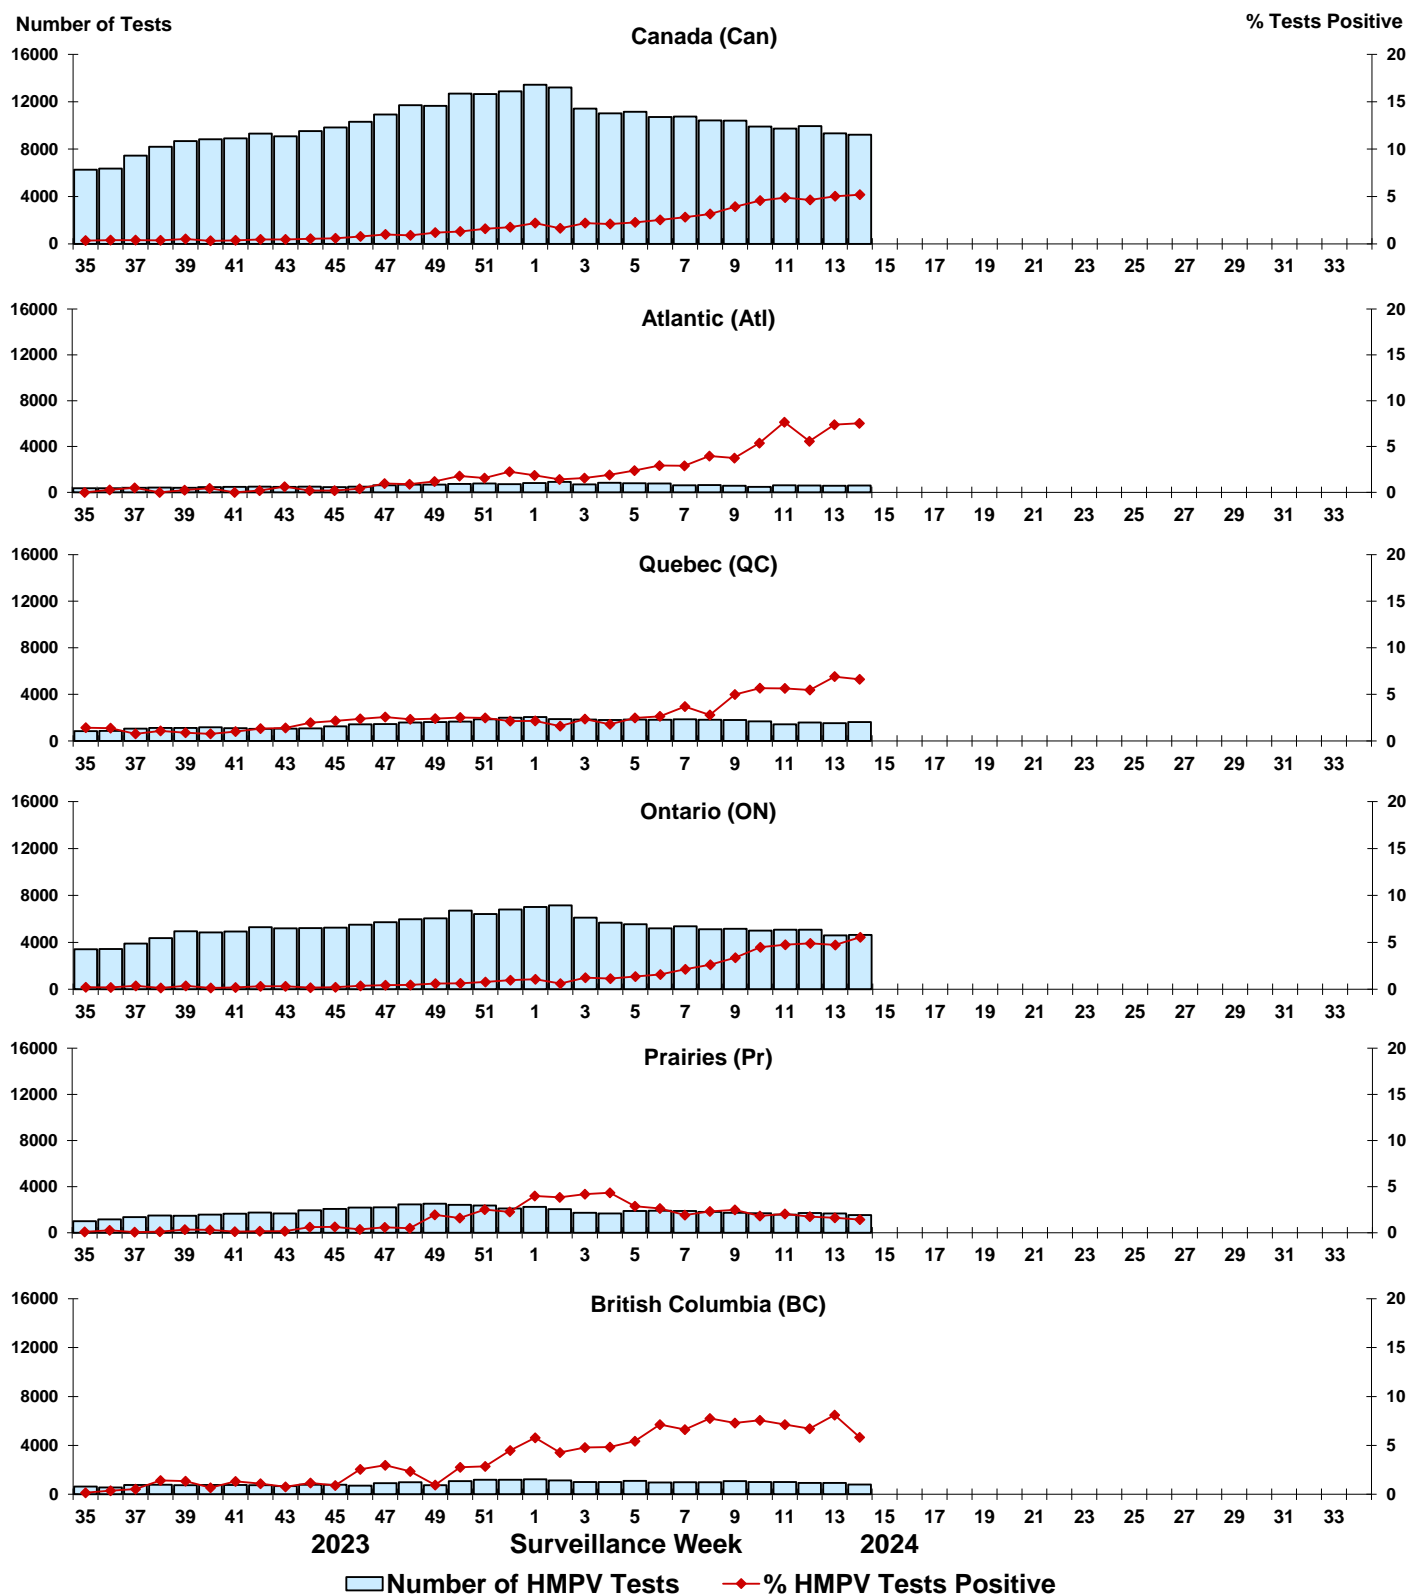 Number of Tests
% Tests Positive
Canada (Can)
16000 20
12000 15
8000 10
4000 5
0 0
35 37 39 41 43 45 47 49 51 1 3 5 7 9 11 13 15 17 19 21 23 25 27 29 31 33
Atlantic (Atl)
16000 20
12000 15
8000 10
4000 5
0 0
35 37 39 41 43 45 47 49 51 1 3 5 7 9 11 13 15 17 19 21 23 25 27 29 31 33
Quebec (QC)
16000 20
12000 15
8000 10
4000 5
0 0
35 37 39 41 43 45 47 49 51 1 3 5 7 9 11 13 15 17 19 21 23 25 27 29 31 33
Ontario (ON)
16000 20
12000 15
8000 10
4000 5
0 0
35 37 39 41 43 45 47 49 51 1 3 5 7 9 11 13 15 17 19 21 23 25 27 29 31 33
Prairies (Pr)
16000 20
12000 15
8000 10
4000 5
0 0
35 37 39 41 43 45 47 49 51 1 3 5 7 9 11 13 15 17 19 21 23 25 27 29 31 33
British Columbia (BC)
16000 20
12000 15
8000 10
4000 5
0 0
35 37 39 41 43 45 47 49 51 1 3 5 7 9 11 13 15 17 19 21 23 25 27 29 31 33
2023 Surveillance Week 2024
Number of HMPV Tests % HMPV Tests Positive